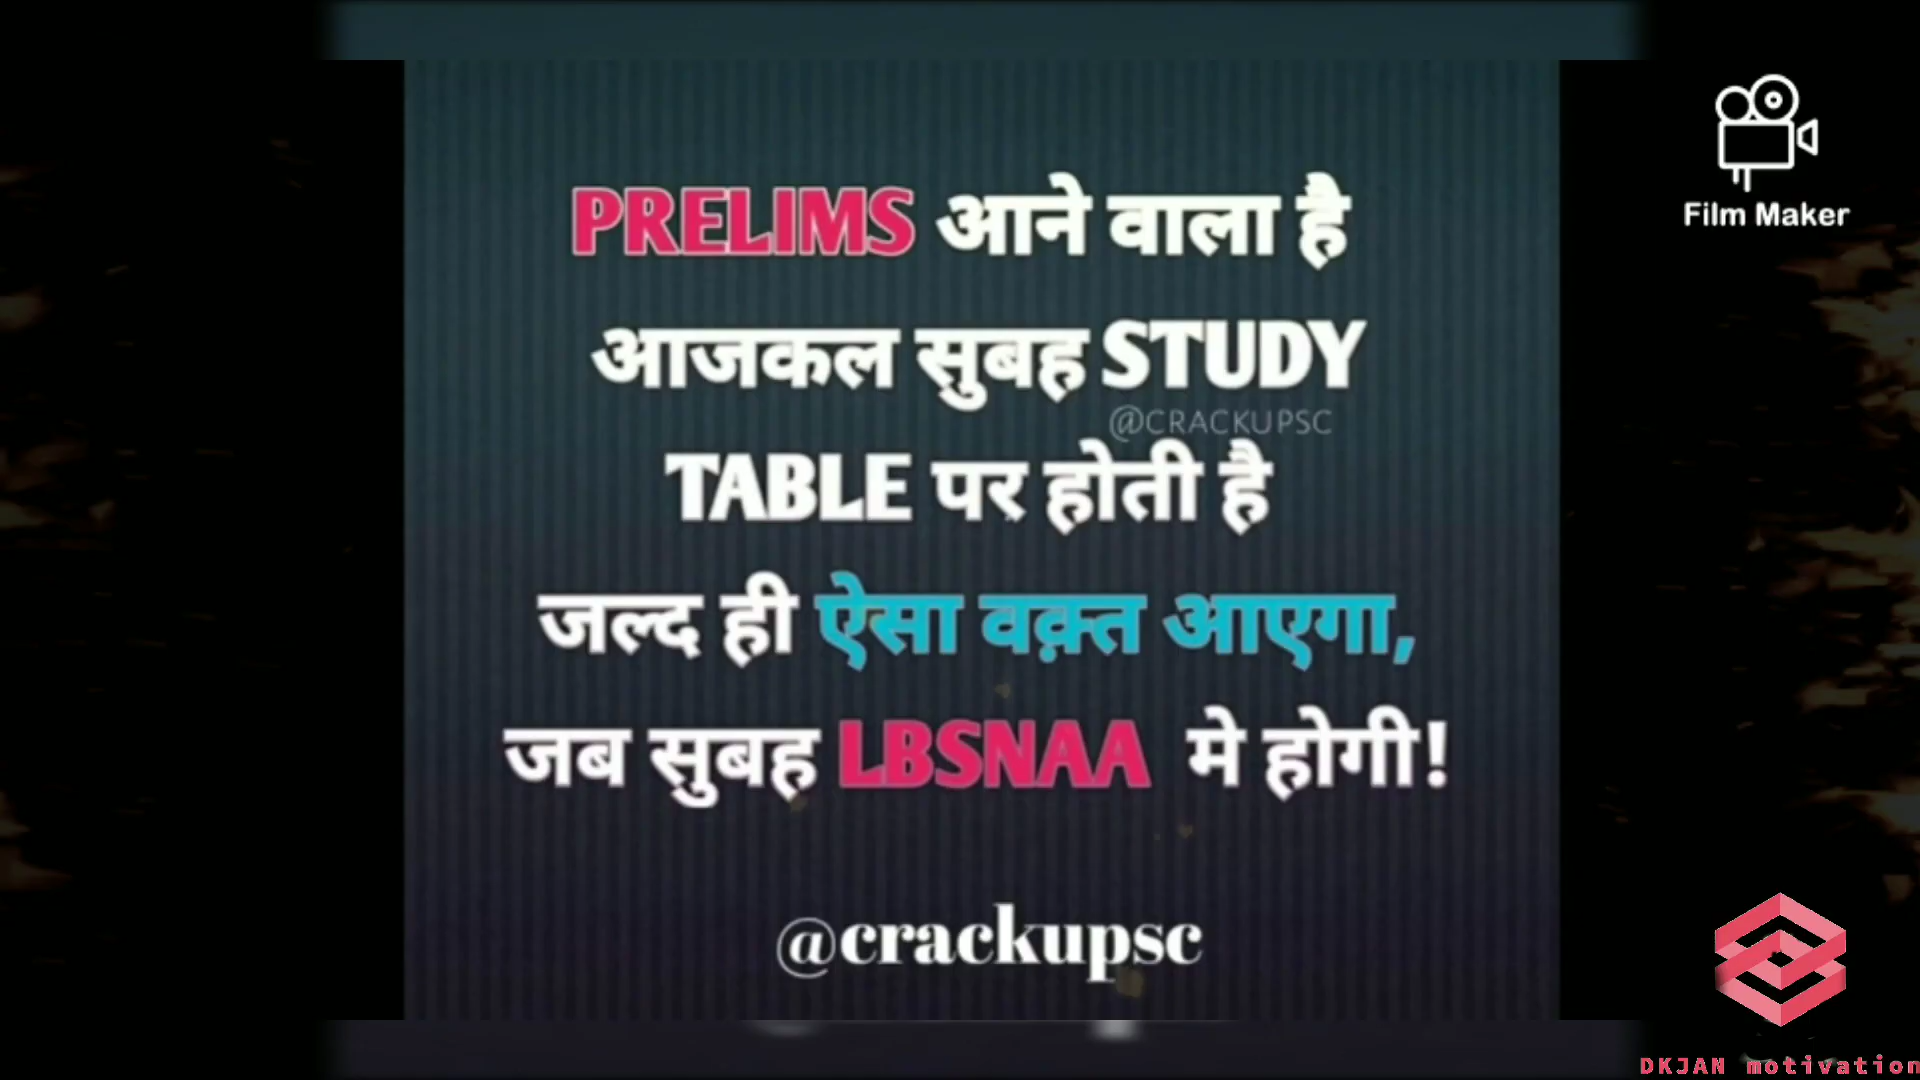 PRELIMS आने वाला है
आजकल सुबह STUDY
@CRACKUPSC
TABLE पर होती है
जल्द ही ऐसा वक़्त आएगा,
जब सुबह LBSNAA मे होगी!
@crackupsc
Film Maker
DKJAN motivation